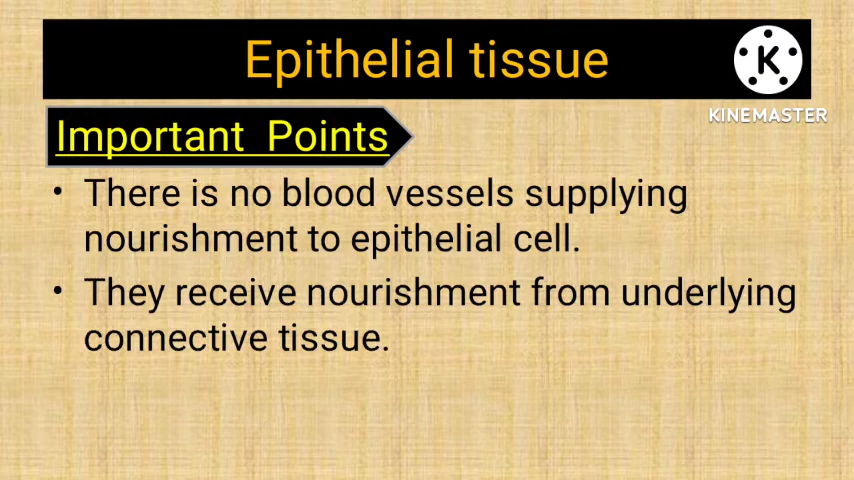 Epithelial tissue
K
KINEMASTER
Important Points
• There is no blood vessels supplying
nourishment to epithelial cell.
• They receive nourishment from underlying
connective tissue.